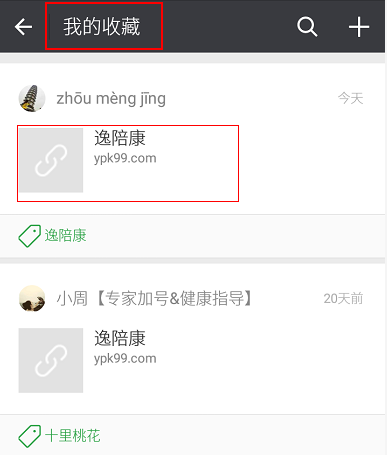 我的收藏
zhōu mèng jīng
今天
逸陪康
ypk99.com
逸陪康
小周【专家加号&健康指导】
20天前
逸陪康
ypk99.com
十里桃花